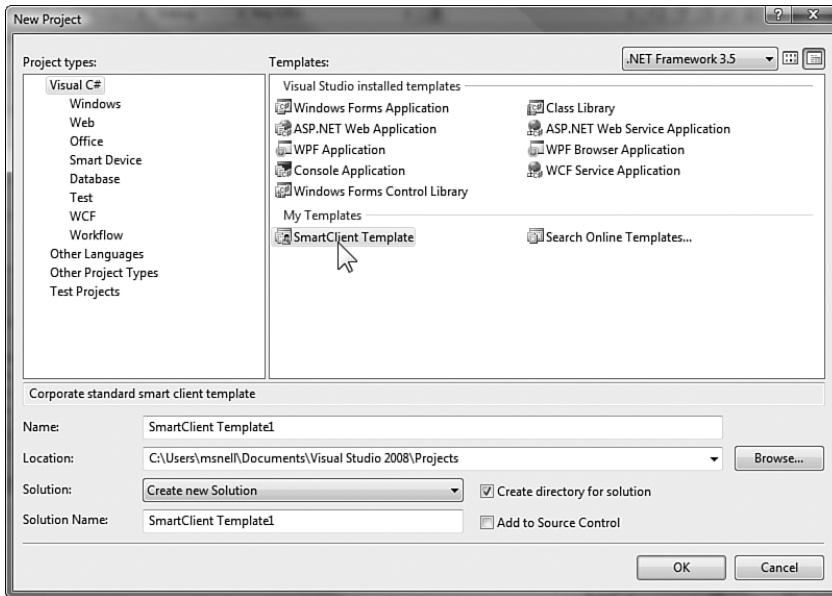 New Project
Project types:
Templates:
.NET Framework 3.5
Visual C#
Windows
Web
Office
Smart Device
Database
Test
WCF
Workflow
Other Languages
Other Project Types
Test Projects
Visual Studio installed templates
Windows Forms Application
Class Library
ASP.NET Web Application
ASP.NET Web Service Application
WPF Application
WPF Browser Application
Console Application
WCF Service Application
Windows Forms Control Library
My Templates
SmartClient Template
Search Online Templates...
Corporate standard smart client template
Name:
SmartClient Template1
Location:
C:\Users\msnell\Documents\Visual Studio 2008\Projects
Browse...
Solution:
Create new Solution
Create directory for solution
Solution Name:
SmartClient Template1
Add to Source Control
OK
Cancel